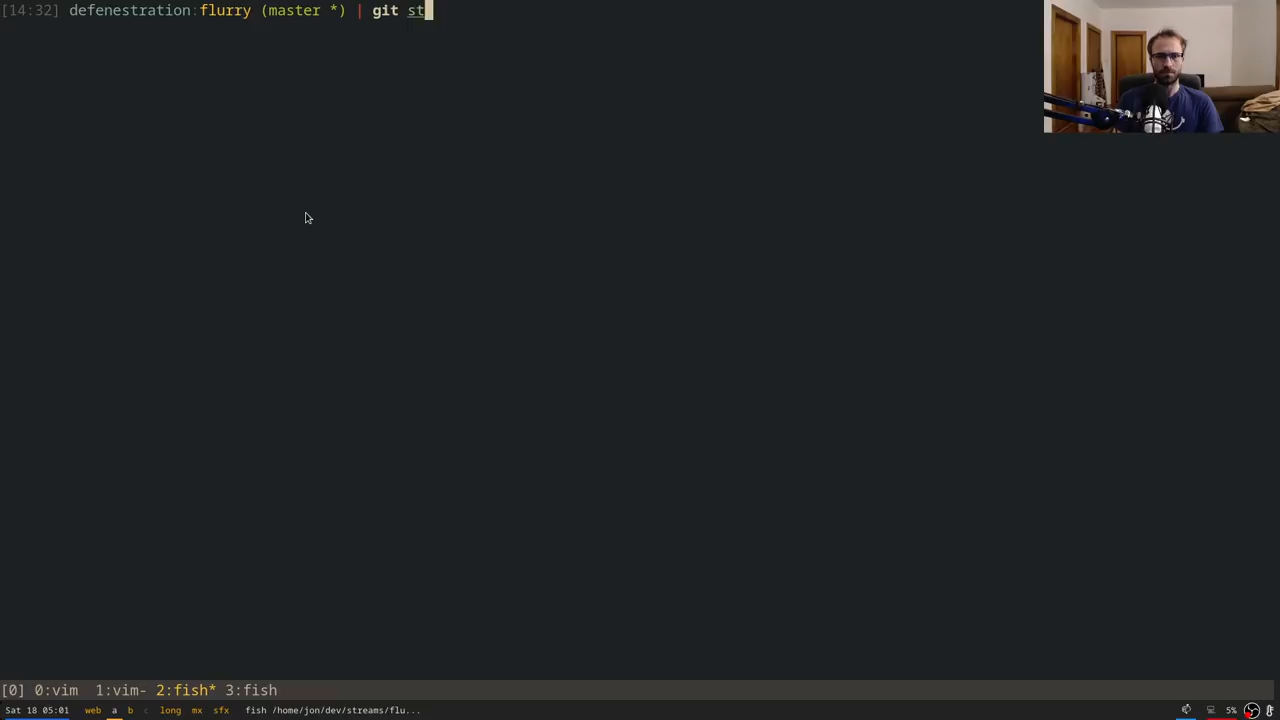 [14:32] defenestration:flurry (master *) | git st
[0] 0:vim  1:vim- 2:fish* 3:fish
Sat 18 05:01 web a b c long mx sfx fish /home/jon/dev/streams/flu... 5%